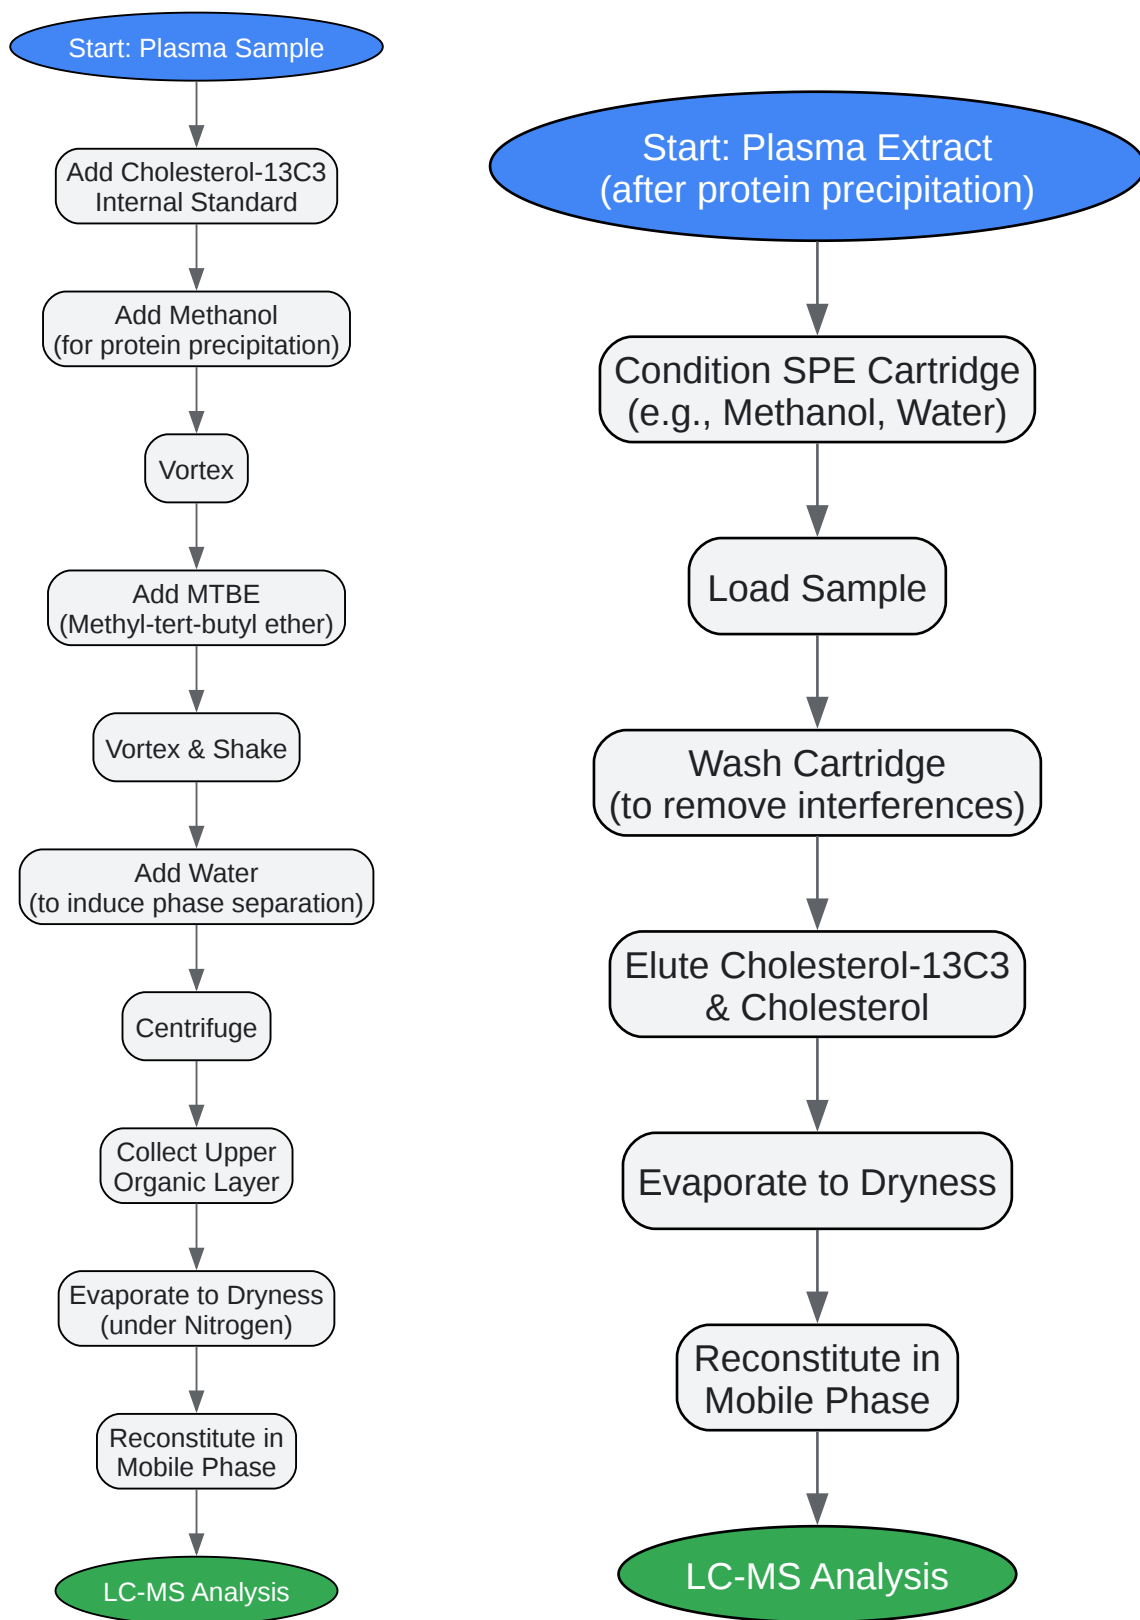 Start: Plasma Sample
Add Cholesterol-13C3
Internal Standard
Add Methanol
(for protein precipitation)
Vortex
Add MTBE
(Methyl-tert-butyl ether)
Vortex & Shake
Add Water
(to induce phase separation)
Centrifuge
Collect Upper
Organic Layer
Evaporate to Dryness
(under Nitrogen)
Reconstitute in
Mobile Phase
LC-MS Analysis
Start: Plasma Extract
(after protein precipitation)
Condition SPE Cartridge
(e.g., Methanol, Water)
Load Sample
Wash Cartridge
(to remove interferences)
Elute Cholesterol-13C3
& Cholesterol
Evaporate to Dryness
Reconstitute in
Mobile Phase
LC-MS Analysis